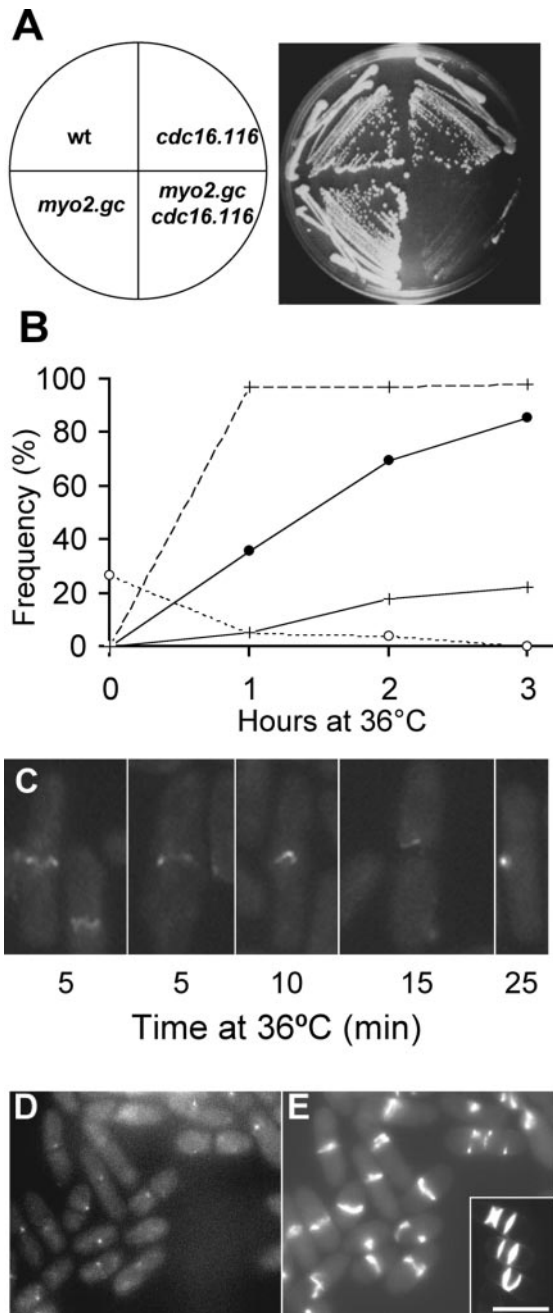 A
wt
cdc16.116
myo2.gc
myo2.gc
cdc16.116
B
Frequency (%)
100
80
60
40
20
0
0 1 2 3
Hours at 36°C
C
5 5 10 15 25
Time at 36ºC (min)
D
E